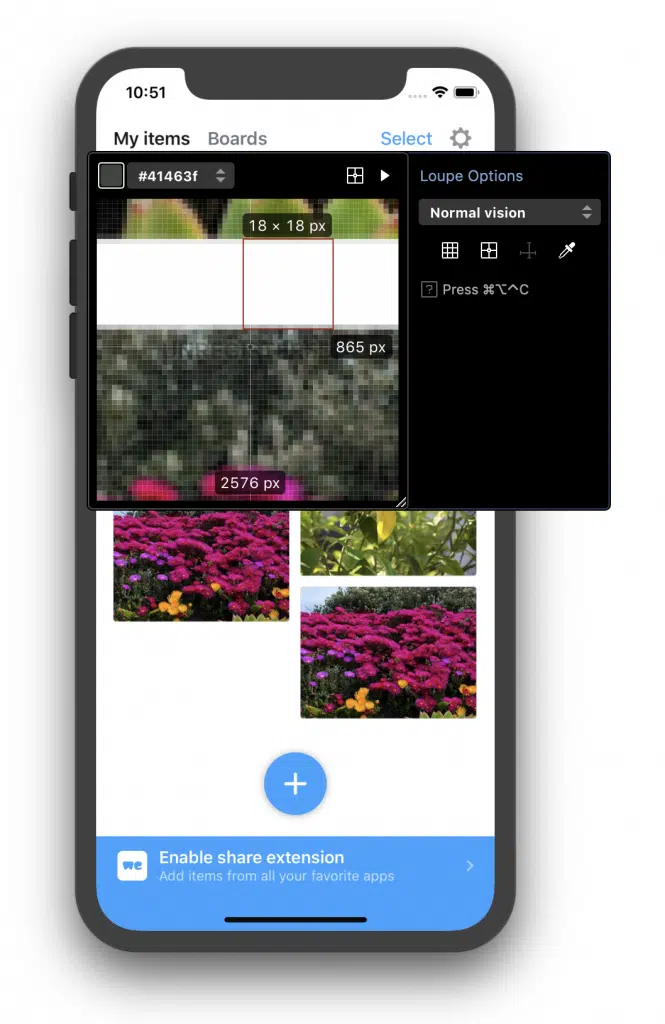 10:51
My items Boards Select
#41463f
Loupe Options
18 × 18 px
Normal vision
865 px
? Press ⌘⌥^C
2576 px
+
we
Enable share extension
Add items from all your favorite apps